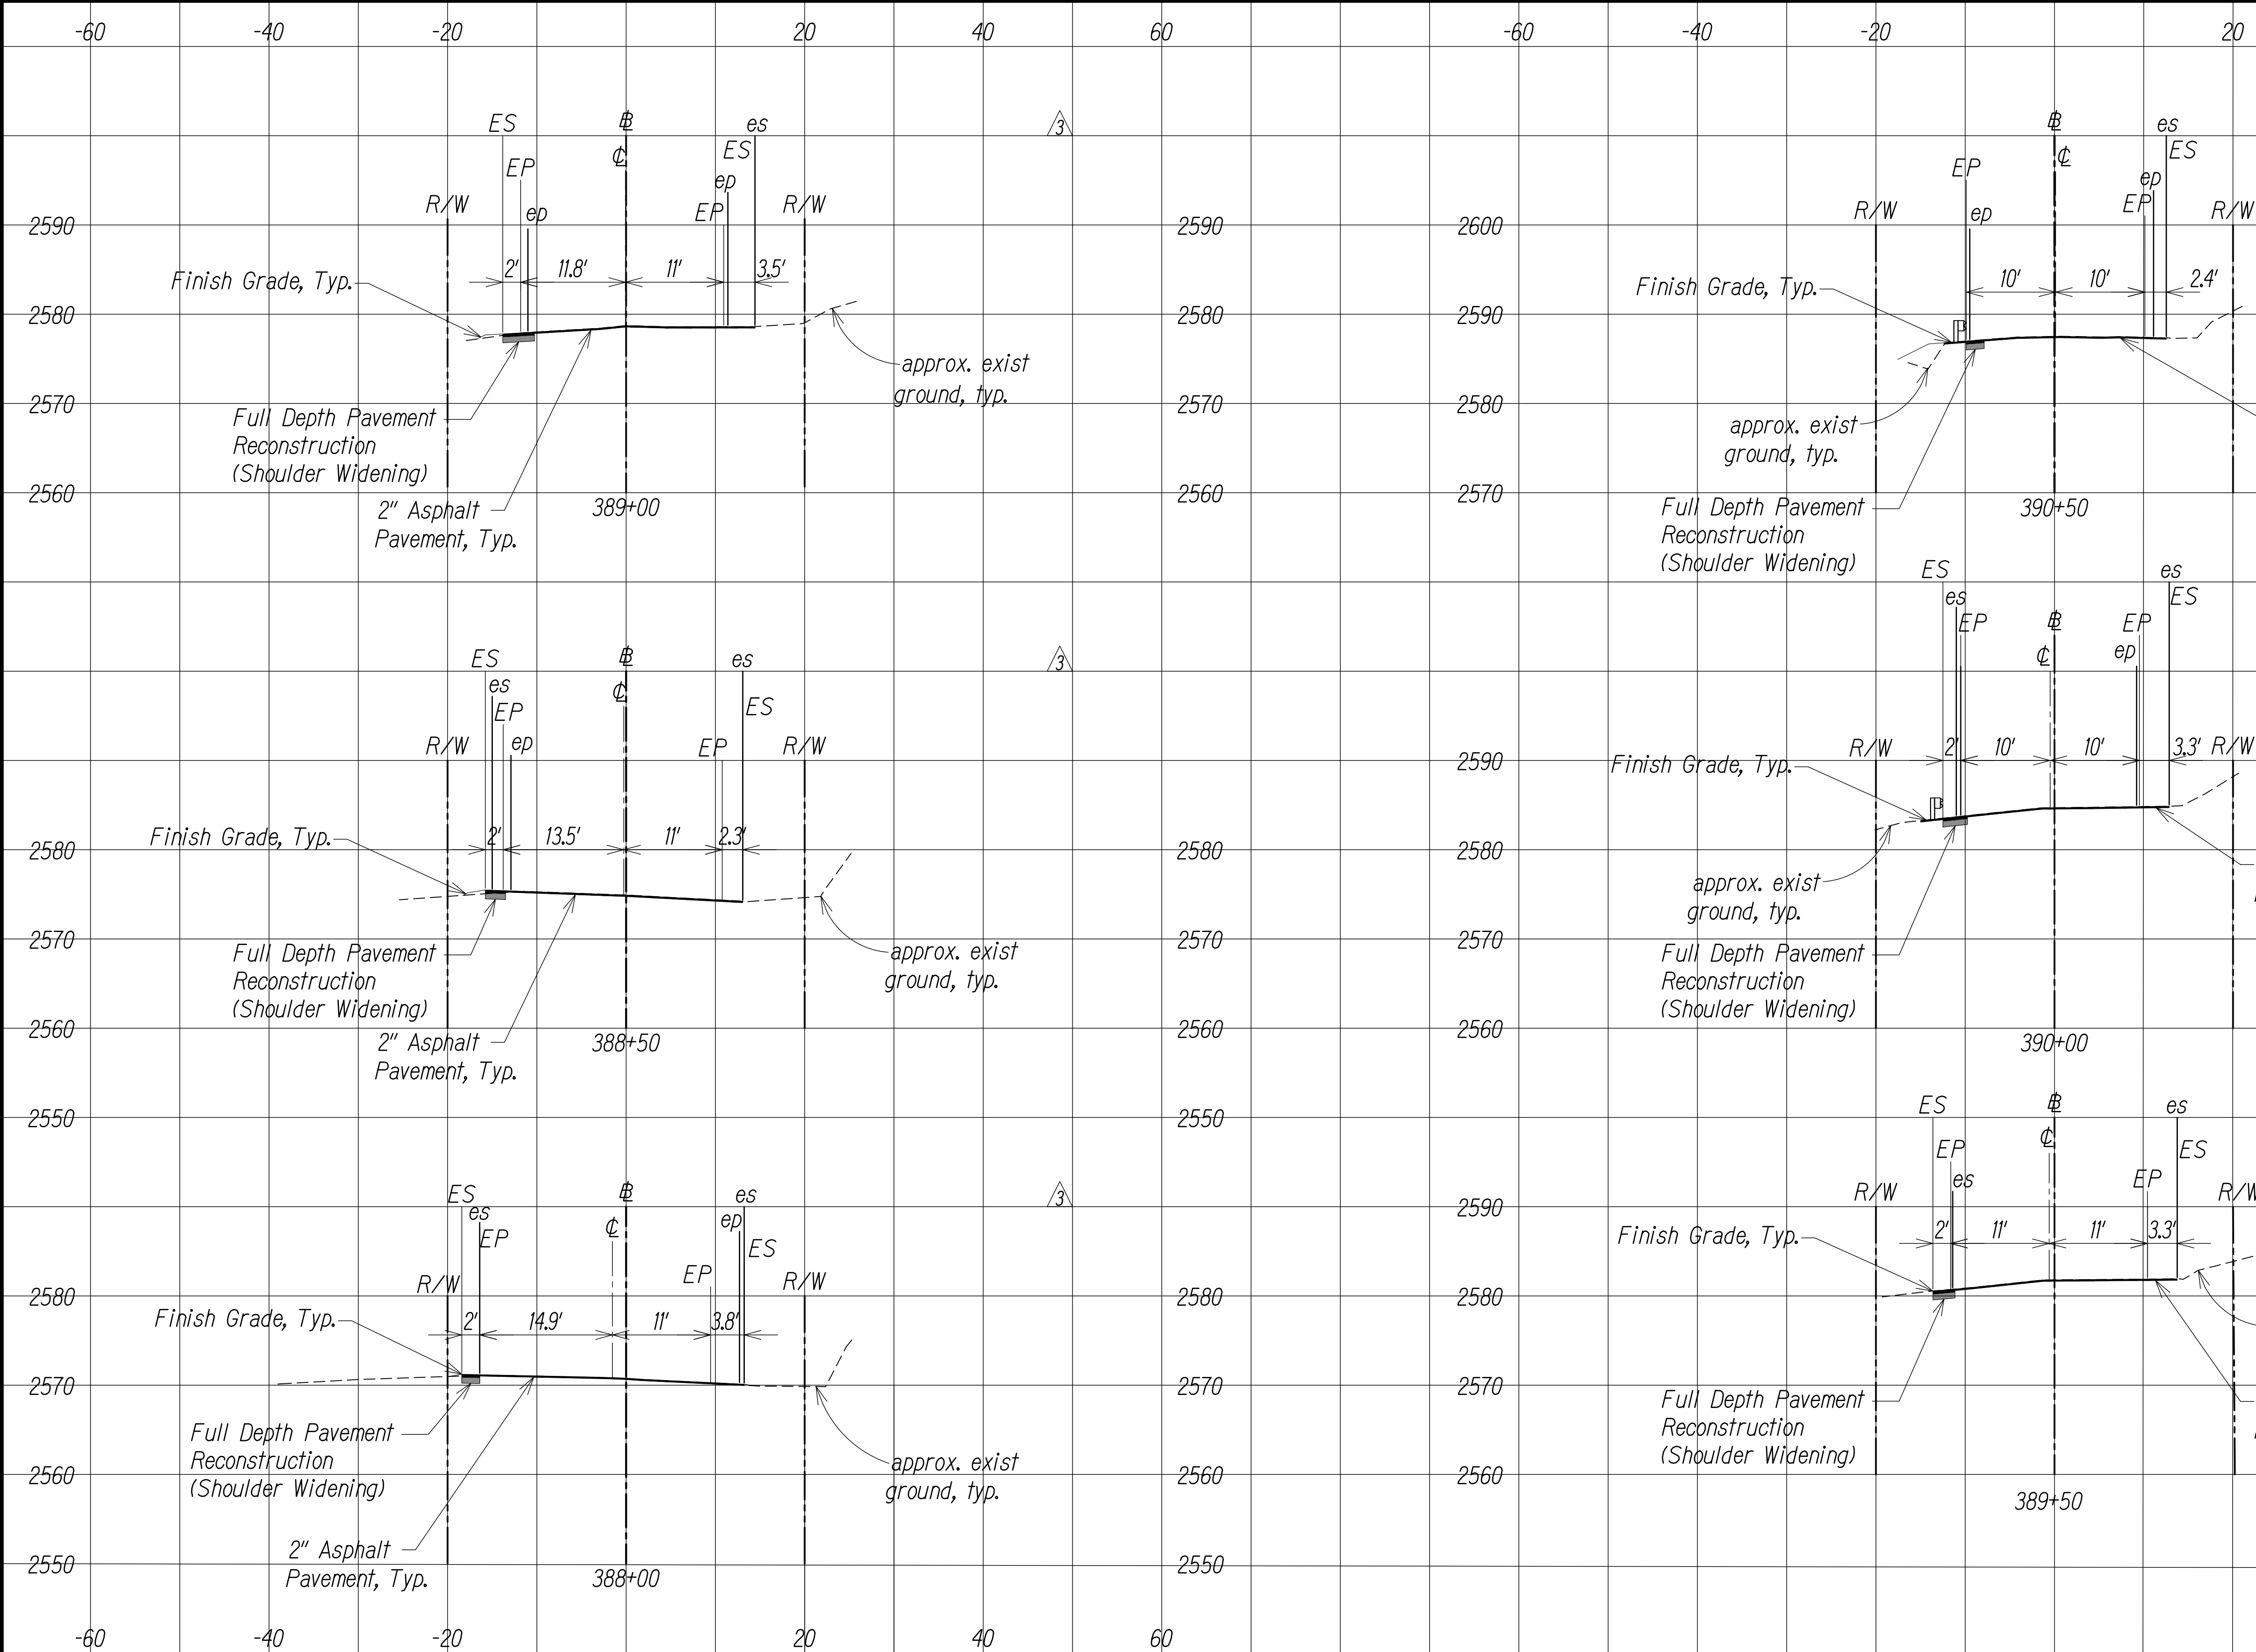 -60 -40 -20 0 20 40 60 -60 -40 -20 20
ES
EP
ep
R/W
B
C
es
ES
ep
EP
R/W
3
2590
2590
2' 11.8' 11' 3.5'
Finish Grade, Typ.
2580
2580
approx. exist
ground, typ.
2570
2570
Full Depth Pavement
Reconstruction
(Shoulder Widening)
2560
2560
2" Asphalt
Pavement, Typ.
389+00
ES
es
EP
ep
R/W
es
ES
EP
R/W
3
Finish Grade, Typ.
2' 13.5' 11' 2.3'
2580
2580
2570
2570
approx. exist
ground, typ.
Full Depth Pavement
Reconstruction
(Shoulder Widening)
2560
2560
2" Asphalt
Pavement, Typ.
388+50
2550
2550
ES
es
EP
R/W
es
ep
ES
EP
R/W
3
2580
2580
Finish Grade, Typ.
2' 14.9' 11' 3.8'
2570
2570
Full Depth Pavement
Reconstruction
(Shoulder Widening)
approx. exist
ground, typ.
2560
2560
2" Asphalt
Pavement, Typ.
2550
2550
388+00
EP
ep
R/W
es
ES
ep
EP
R/W
2600
10' 10' 2.4'
Finish Grade, Typ.
2590
2580
approx. exist
ground, typ.
2570
Full Depth Pavement
Reconstruction
(Shoulder Widening)
390+50
ES
es
EP
R/W
EP
ep
es
ES
R/W
2' 10' 10' 3.3'
2590
Finish Grade, Typ.
2580
approx. exist
ground, typ.
2570
Full Depth Pavement
Reconstruction
(Shoulder Widening)
2560
390+00
2550
ES
EP
es
R/W
es
ES
EP
2590
2' 11' 11' 3.3'
Finish Grade, Typ.
2580
2570
Full Depth Pavement
Reconstruction
(Shoulder Widening)
2560
389+50
2550
-60 -40 -20 20 40 60